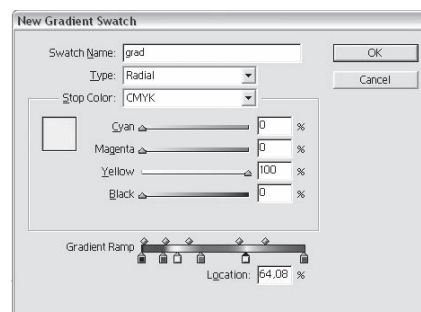 New Gradient Swatch
Swatch Name: grad
OK
Type: Radial
Cancel
Stop Color: CMYK
Cyan 0 %
Magenta 0 %
Yellow 100 %
Black 0 %
Gradient Ramp
Location: 64,08 %